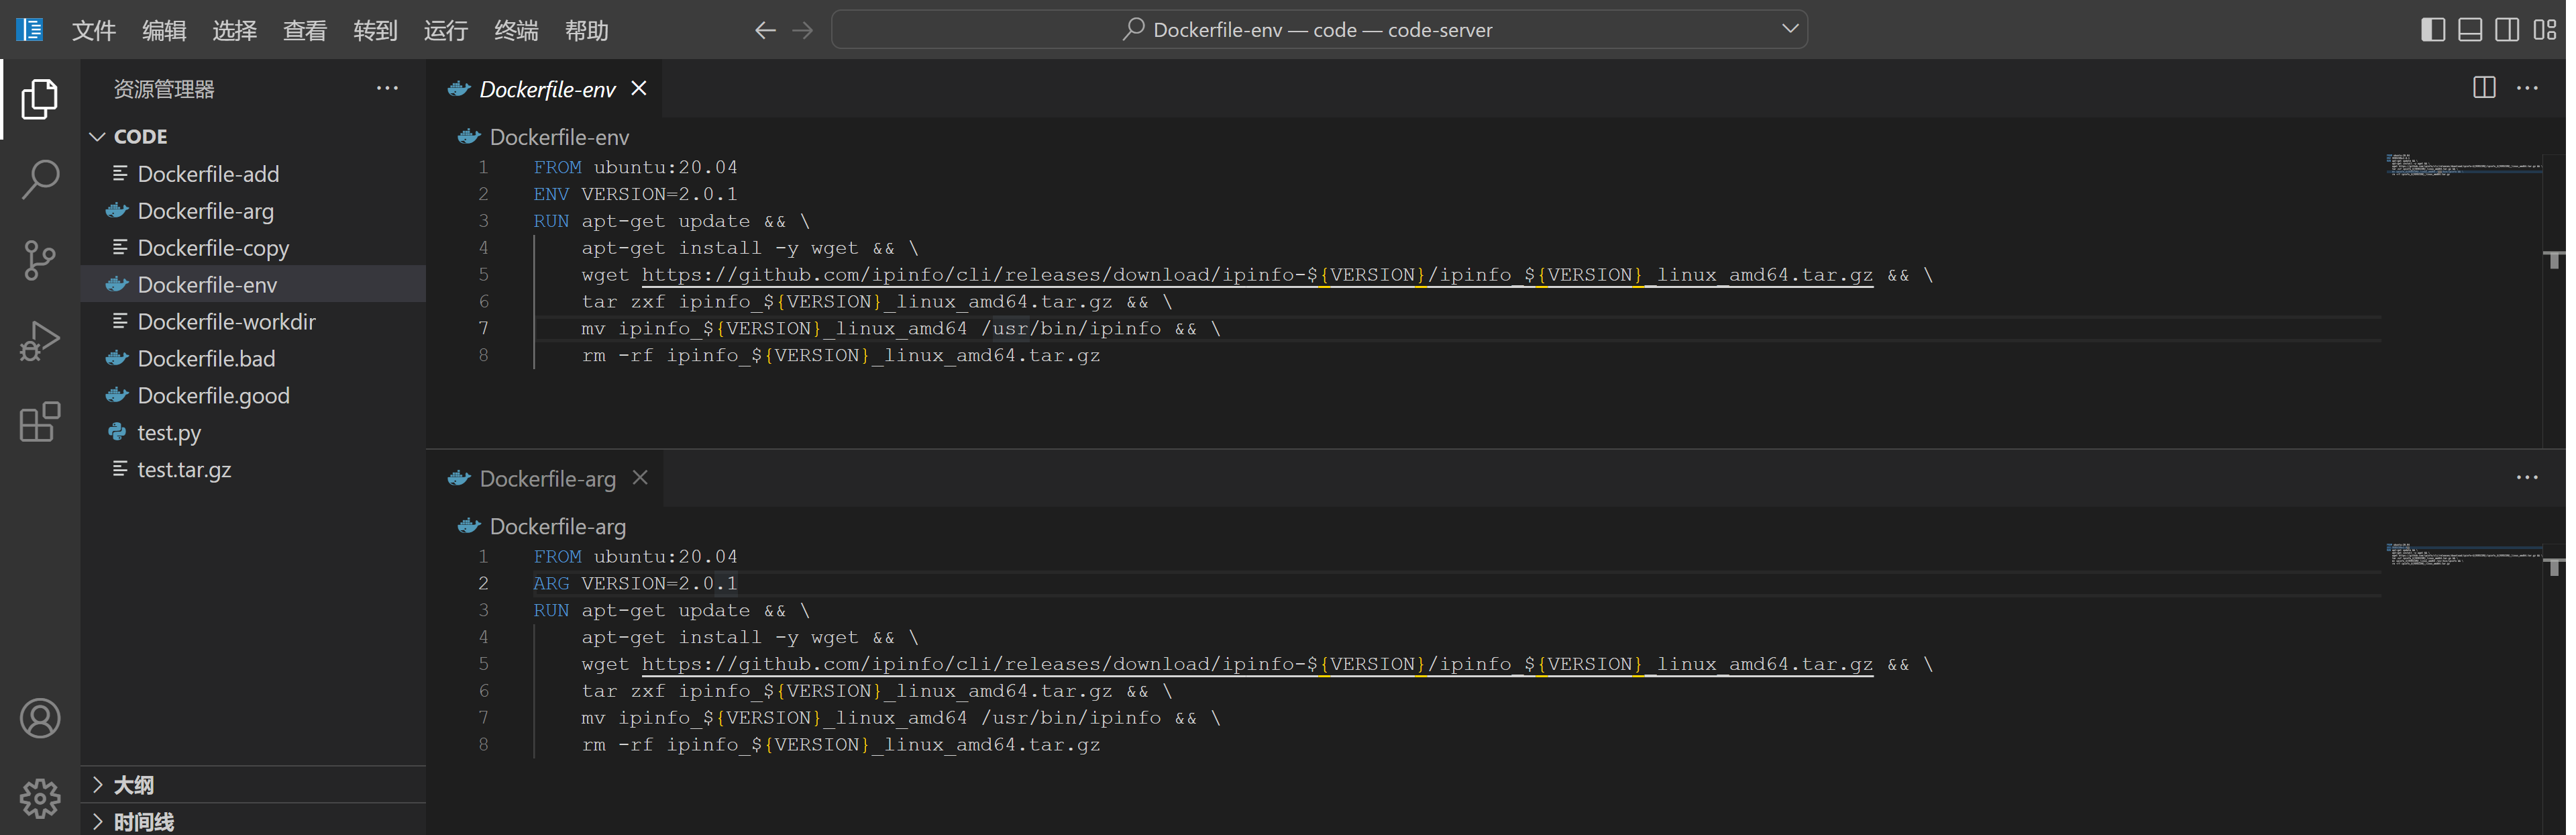 文件 编辑 选择 查看 转到 运行 终端 帮助
Dockerfile-env — code — code-server
资源管理器
CODE
Dockerfile-add
Dockerfile-arg
Dockerfile-copy
Dockerfile-env
Dockerfile-workdir
Dockerfile.bad
Dockerfile.good
test.py
test.tar.gz
大纲
时间线
Dockerfile-env
Dockerfile-env
1 FROM ubuntu:20.04
2 ENV VERSION=2.0.1
3 RUN apt-get update && \
4 apt-get install -y wget && \
5 wget https://github.com/ipinfo/cli/releases/download/ipinfo-${VERSION}/ipinfo_${VERSION}_linux_amd64.tar.gz && \
6 tar zxf ipinfo_${VERSION}_linux_amd64.tar.gz && \
7 mv ipinfo_${VERSION}_linux_amd64 /usr/bin/ipinfo && \
8 rm -rf ipinfo_${VERSION}_linux_amd64.tar.gz
Dockerfile-arg
Dockerfile-arg
1 FROM ubuntu:20.04
2 ARG VERSION=2.0.1
3 RUN apt-get update && \
4 apt-get install -y wget && \
5 wget https://github.com/ipinfo/cli/releases/download/ipinfo-${VERSION}/ipinfo_${VERSION}_linux_amd64.tar.gz && \
6 tar zxf ipinfo_${VERSION}_linux_amd64.tar.gz && \
7 mv ipinfo_${VERSION}_linux_amd64 /usr/bin/ipinfo && \
8 rm -rf ipinfo_${VERSION}_linux_amd64.tar.gz